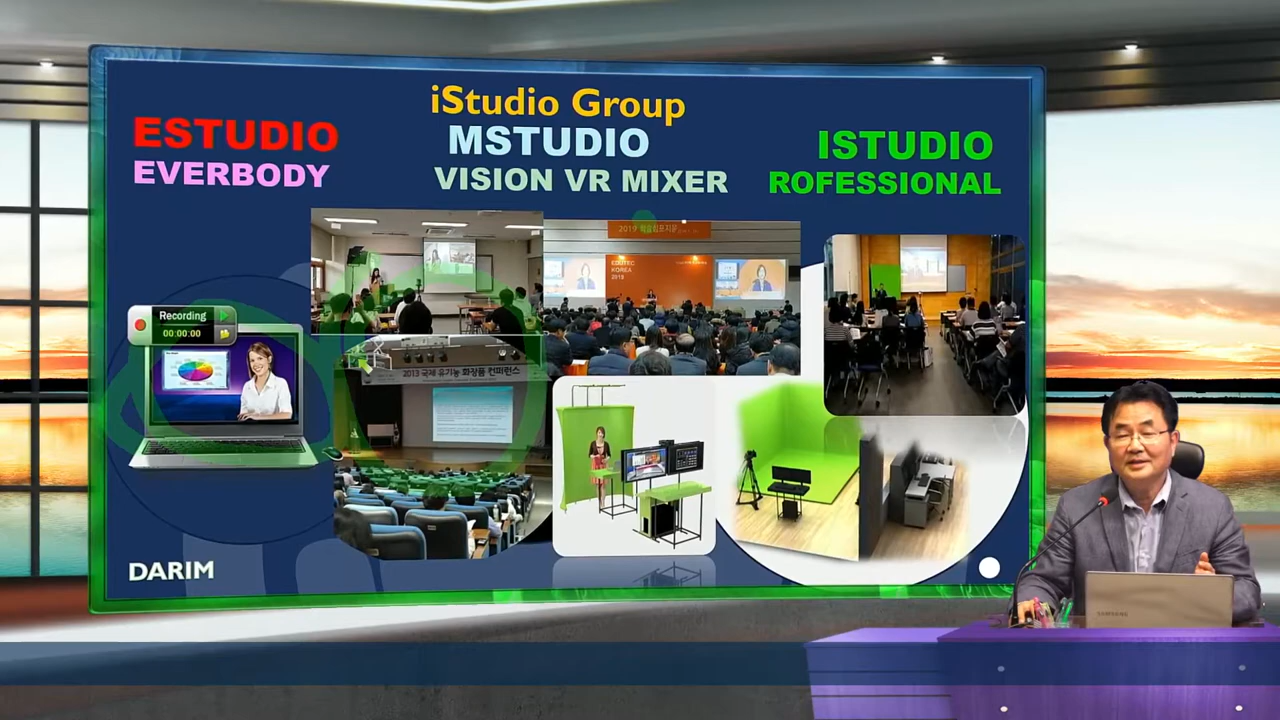 iStudio Group
ESTUDIO
EVERBODY
MSTUDIO
VISION VR MIXER
ISTUDIO
ROFESSIONAL
2019
EDUTEC
KOREA
2018
Recording
00:00:00
2013 국제 유기농 화장품 컨퍼런스
DARIM
SAMSUNG